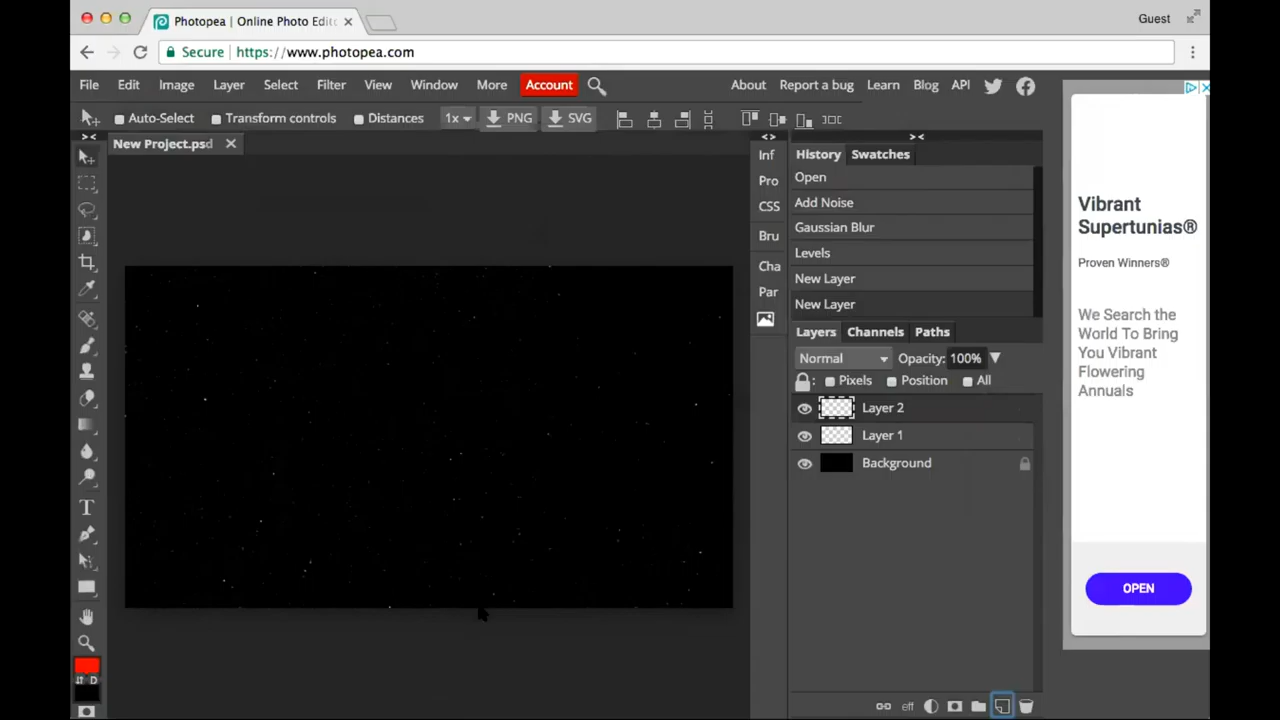 Photopea | Online Photo Edito
Guest
Secure
https://www.photopea.com
File Edit Image Layer Select Filter View Window More Account About Report a bug Learn Blog API
Auto-Select Transform controls Distances 1x PNG SVG
New Project.psd
Inf
Pro
CSS
Bru
Cha
Par
History Swatches
Open
Add Noise
Gaussian Blur
Levels
New Layer
New Layer
Layers Channels Paths
Normal Opacity: 100%
Pixels Position All
Layer 2
Layer 1
Background
eff
T
D
Vibrant
Supertunias®
Proven Winners®
We Search the
World To Bring
You Vibrant
Flowering
Annuals
OPEN